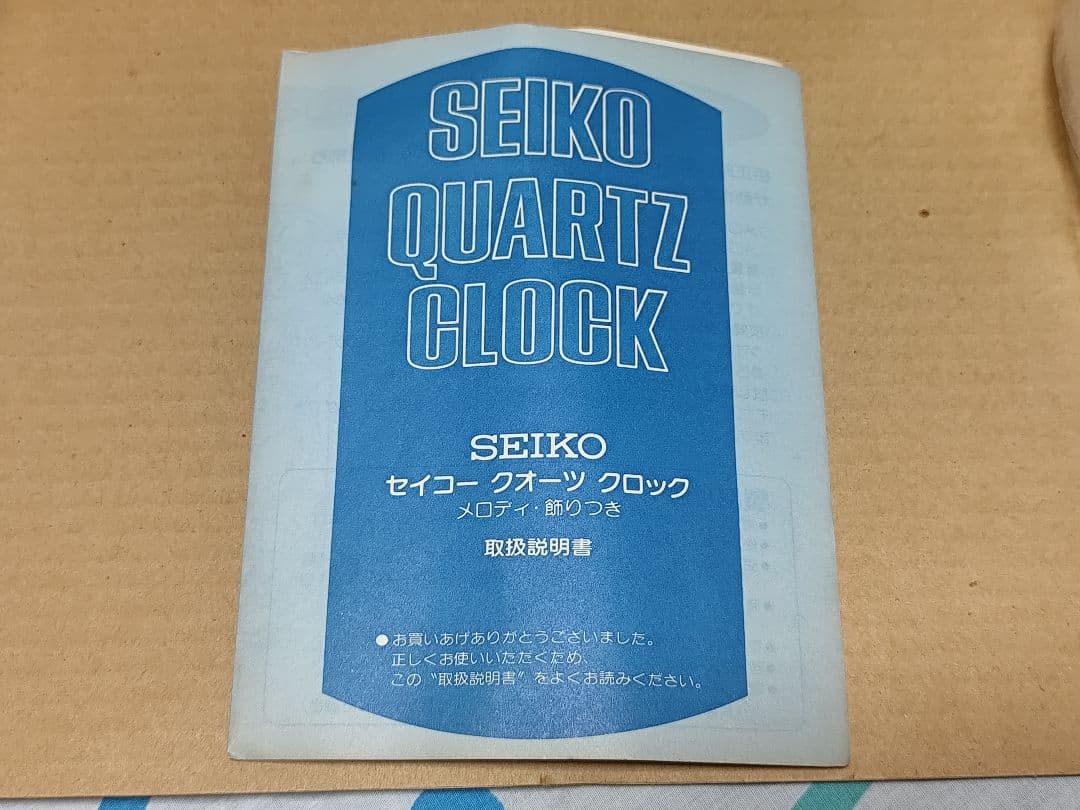 SEIKO
QUARTZ
CLOCK
SEIKO
セイコー クオーツ クロック
メロディ・飾りつき
取扱説明書
●お買いあげありがとうございました。
正しくお使いいただくため、
この"取扱説明書"をよくお読みください。